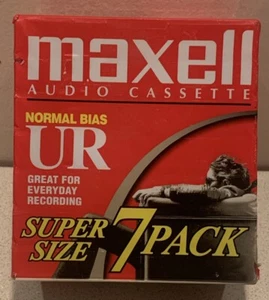 maxell
AUDIO CASSETTE
NORMAL BIAS
UR
GREAT FOR
EVERYDAY
RECORDING
SUPER
SIZE
7 PACK